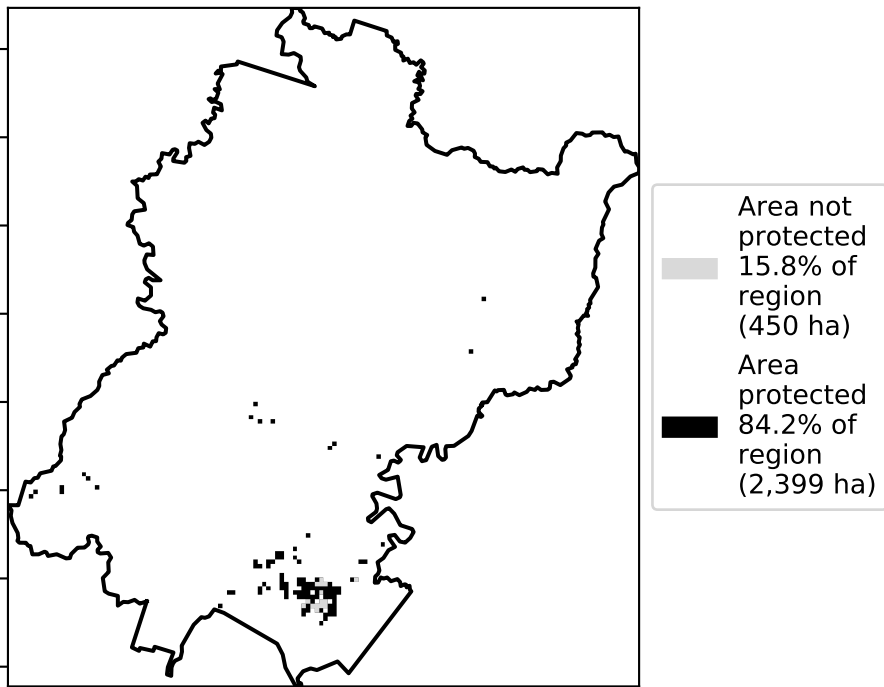 Area not
protected
15.8% of
region
(450 ha)
Area
protected
84.2% of
region
(2,399 ha)